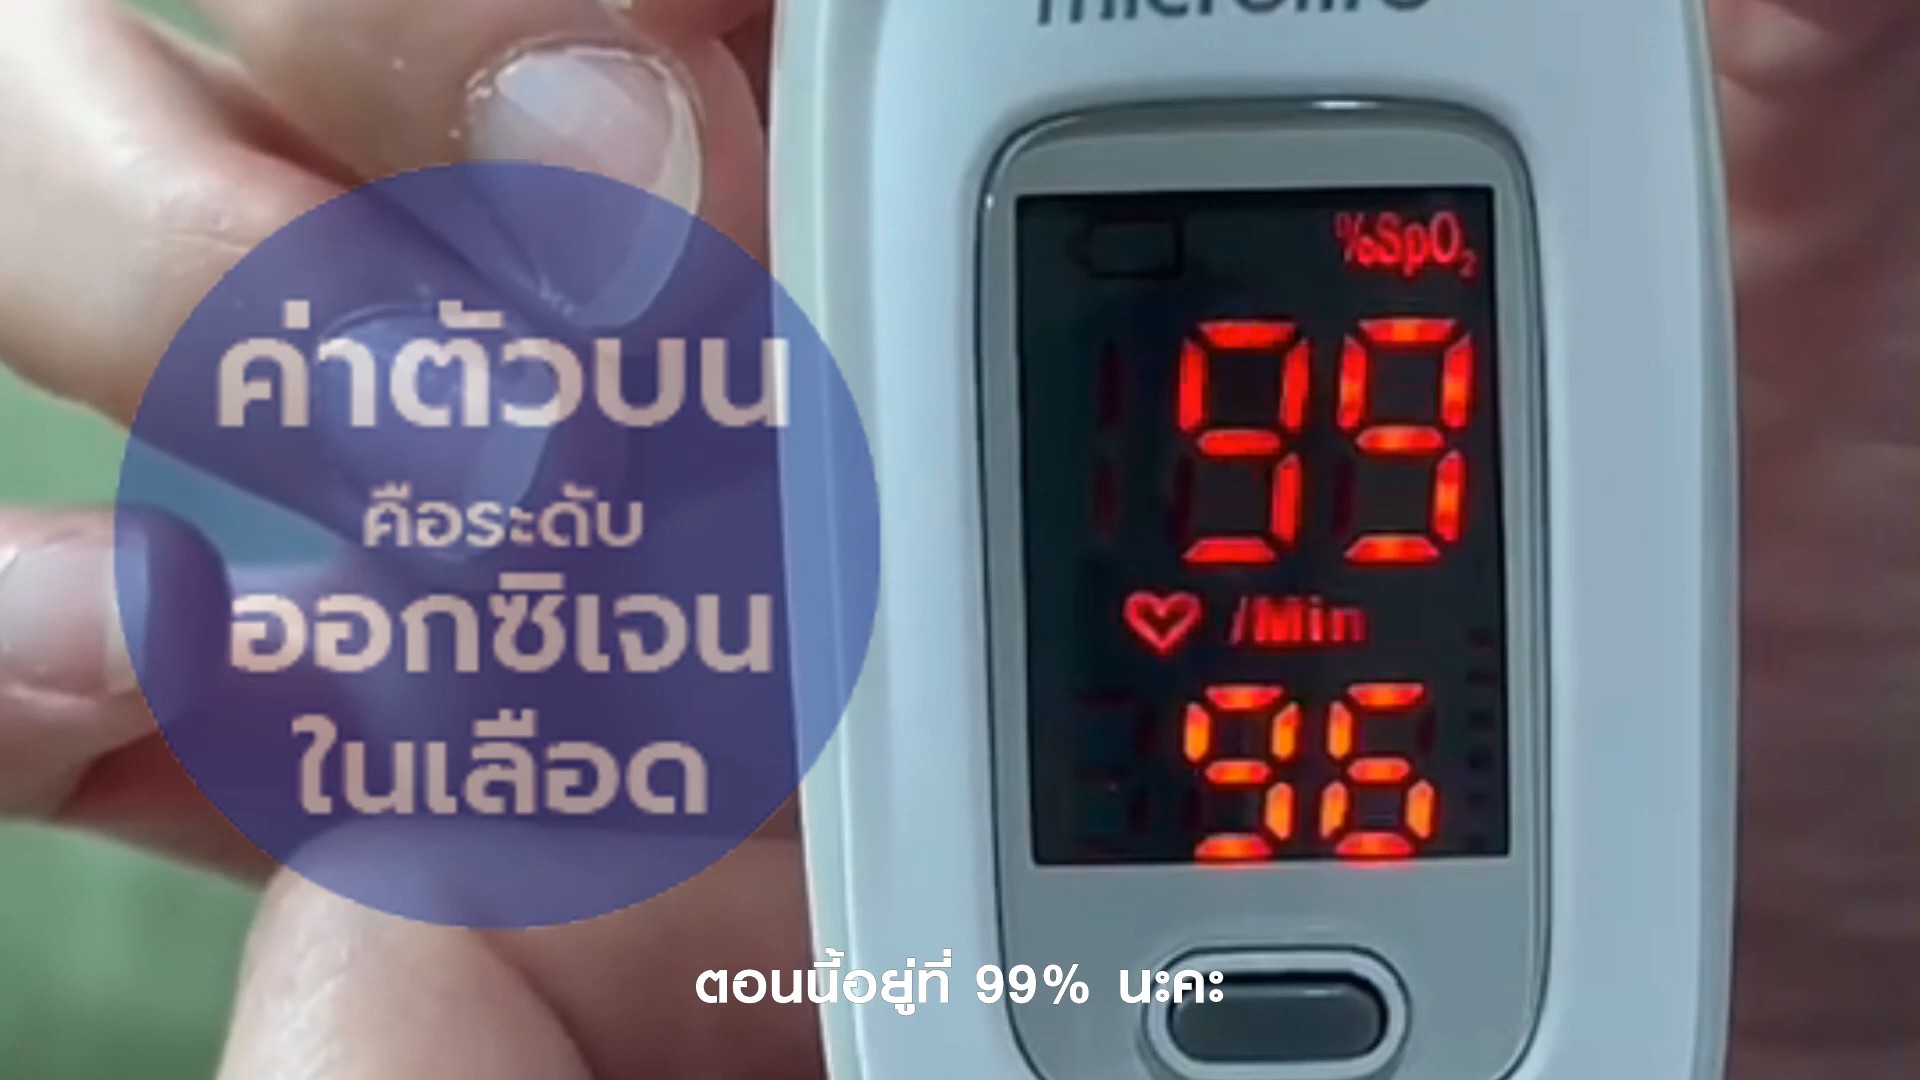 microlife
%SpO₂
99
/Min
96
ค่าตัวบน
คือระดับ
ออกซิเจน
ในเลือด
ตอนนี้อยู่ที่ 99% นะคะ